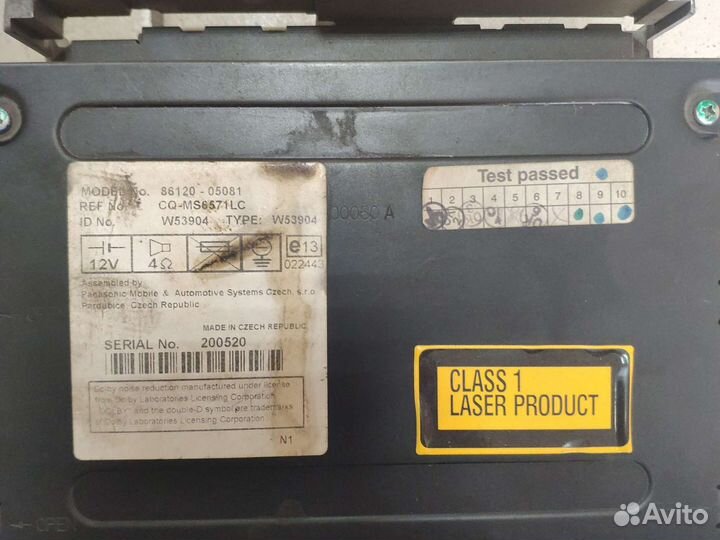 MODEL No. 86120 - 05081
REF No. CQ-MS6571LC
ID No. W53904 TYPE: W53904
12V 4Ω e13
022443
Assembled by
Panasonic Mobile & Automotive Systems Czech, s.r.o
Pardubice, Czech Republic
MADE IN CZECH REPUBLIC
SERIAL No. 200520
Dolby noise reduction manufactured under license
from Dolby Laboratories Licensing Corporation.
"DOLBY" and the double-D symbol are trademarks
of Dolby Laboratories Licensing Corporation.
N1
00060 A
Test passed
1 2 3 4 5 6 7 8 9 10
CLASS 1
LASER PRODUCT
Avito